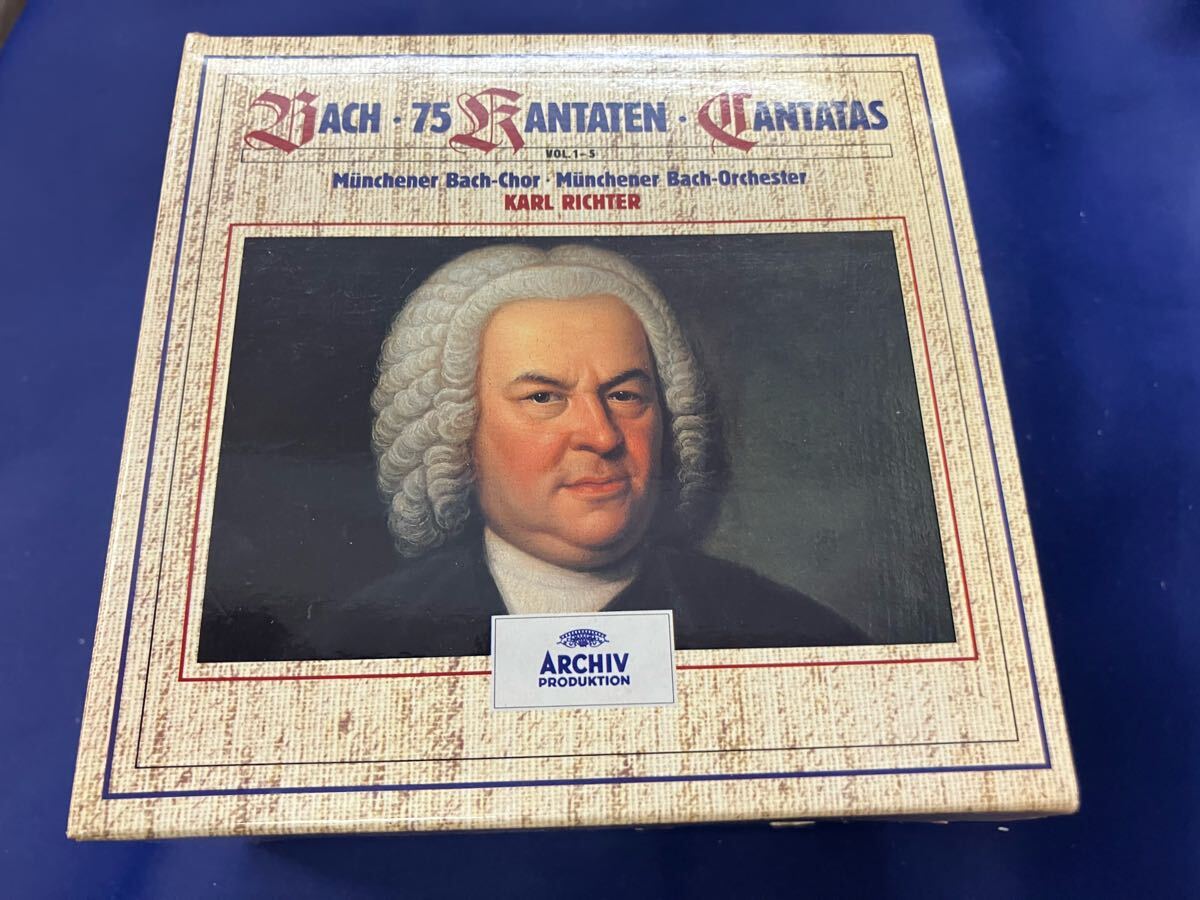 BACH · 75 KANTATEN · CANTATAS
VOL. 1-5
Münchener Bach-Chor · Münchener Bach-Orchester
KARL RICHTER
ARCHIV
PRODUKTION